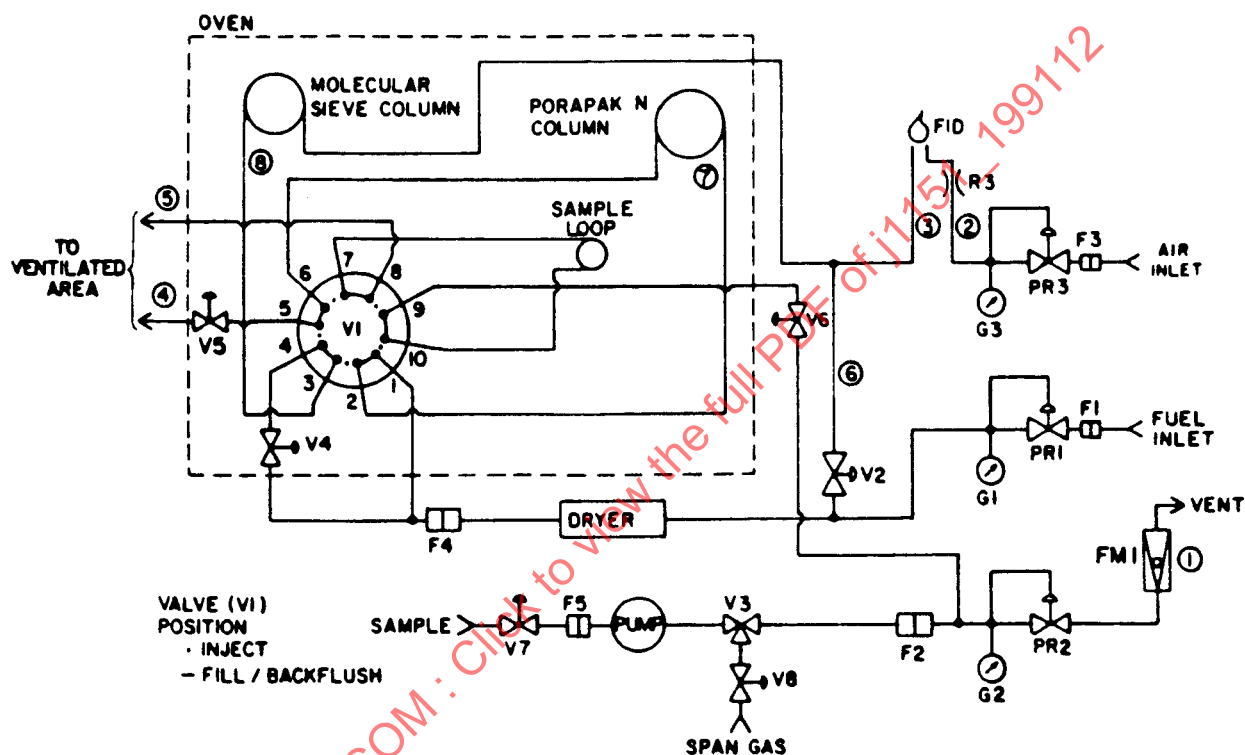 OVEN
MOLECULAR
SIEVE COLUMN
PORAPAK N
COLUMN
⑧
⑦
FID
R3
③
②
F3
AIR
INLET
PR3
G3
⑤
TO
VENTILATED
AREA
④
V5
SAMPLE
LOOP
7
8
6
9
5
V1
4
10
3
1
2
V6
⑥
V4
F1
FUEL
INLET
PR1
G1
V2
DRYER
F4
VENT
FM1
①
VALVE (V1)
POSITION
· INJECT
– FILL / BACKFLUSH
SAMPLE
V7
F5
PUMP
V3
F2
PR2
G2
V8
SPAN GAS
COM : Click to view the full PDF of j1151_199112